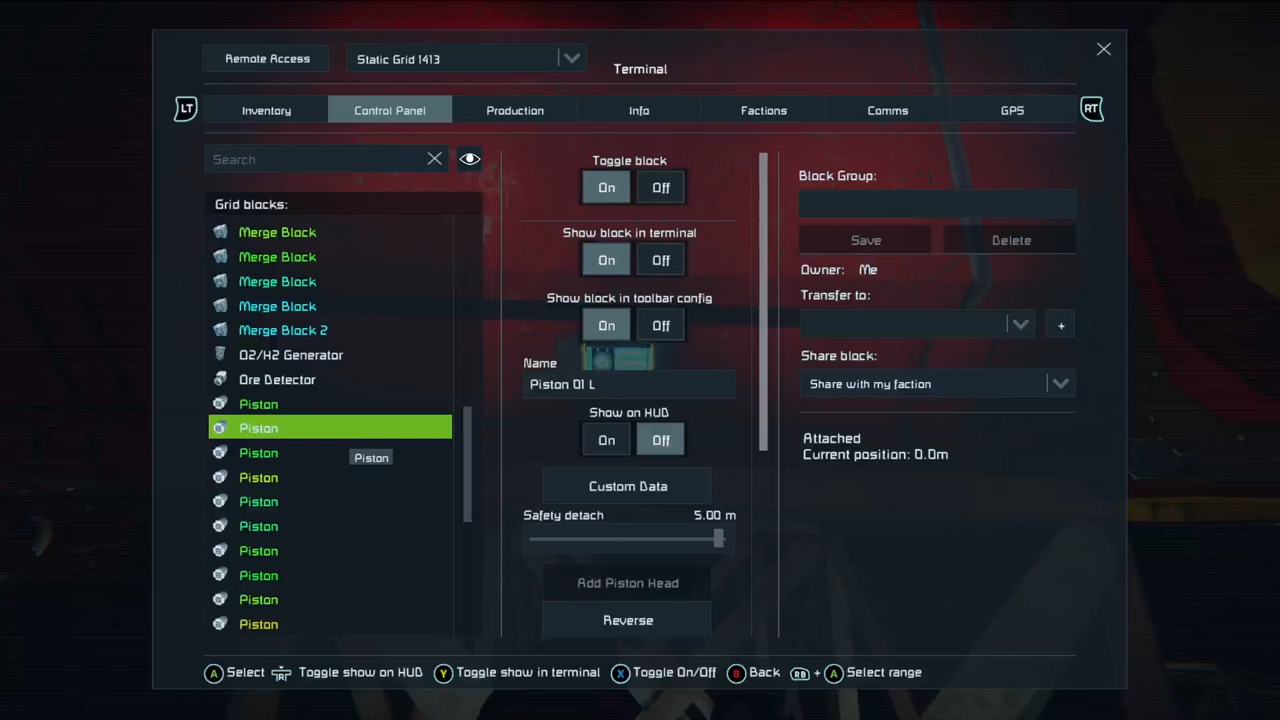 Remote Access
Static Grid 1413
Terminal
LT
Inventory
Control Panel
Production
Info
Factions
Comms
GPS
RT
Search
Grid blocks:
Merge Block
Merge Block
Merge Block
Merge Block
Merge Block 2
O2/H2 Generator
Ore Detector
Piston
Piston
Piston
Piston
Piston
Piston
Piston
Piston
Piston
Piston
Piston
Toggle block
On Off
Show block in terminal
On Off
Show block in toolbar config
On Off
Name
Piston 01 L
Show on HUD
On Off
Custom Data
Safety detach 5.00 m
Add Piston Head
Reverse
Block Group:
Save Delete
Owner: Me
Transfer to:
+
Share block:
Share with my faction
Attached
Current position: 0.0m
A Select R Toggle show on HUD Y Toggle show in terminal X Toggle On/Off B Back RB + A Select range